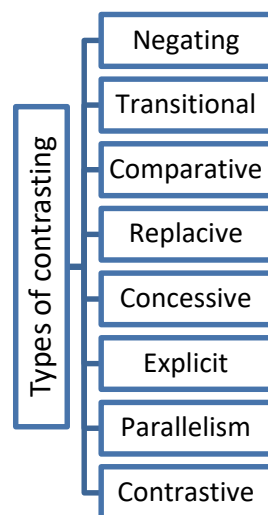 Types of contrasting
Negating
Transitional
Comparative
Replacive
Concessive
Explicit
Parallelism
Contrastive